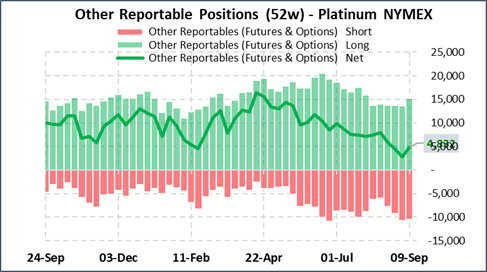 Other Reportable Positions (52w) - Platinum NYMEX
Other Reportables (Futures & Options) Short
Other Reportables (Futures & Options) Long
Other Reportables (Futures & Options) Net
25,000
20,000
15,000
10,000
5,000
-
-5,000
-10,000
-15,000
24-Sep 03-Dec 11-Feb 22-Apr 01-Jul 09-Sep